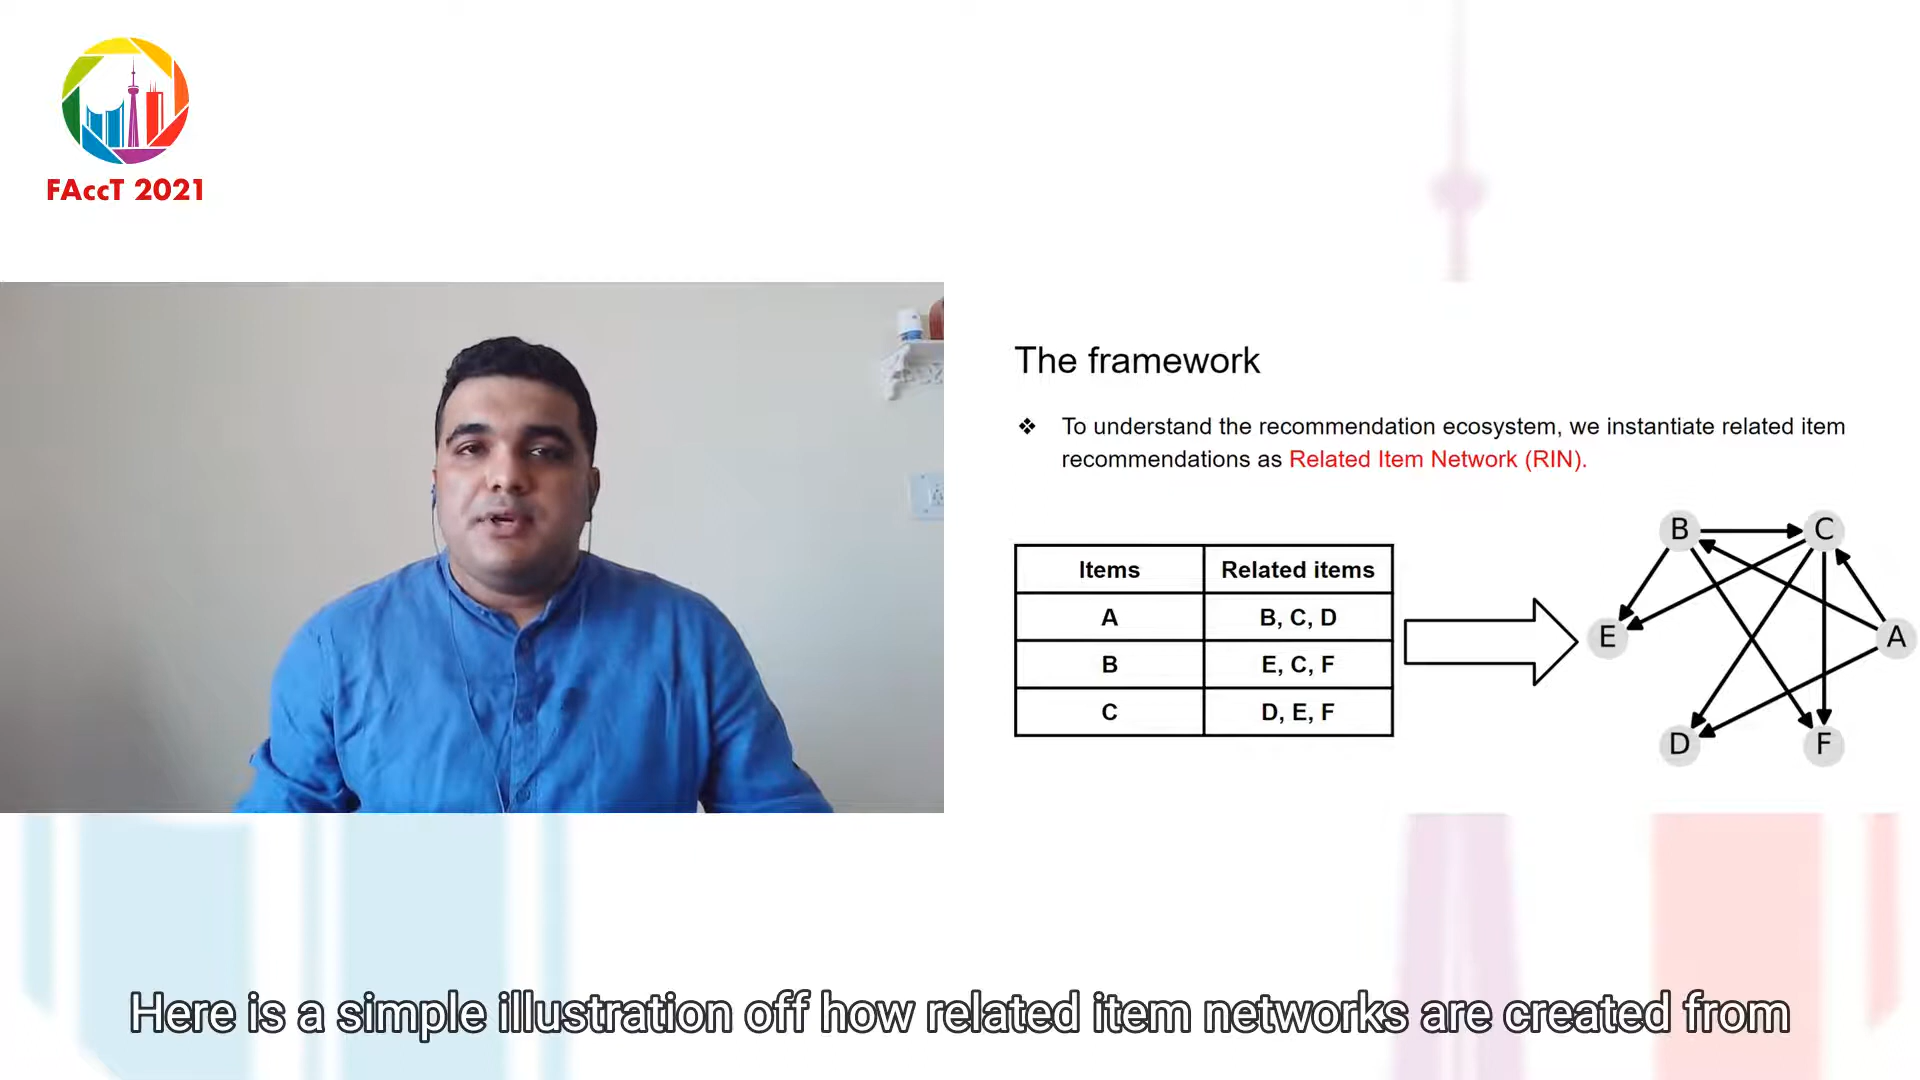 FAccT 2021
The framework
❖ To understand the recommendation ecosystem, we instantiate related item
recommendations as Related Item Network (RIN).
Items Related items
A B, C, D
B E, C, F
C D, E, F
B C
E A
D F
Here is a simple illustration off how related item networks are created from